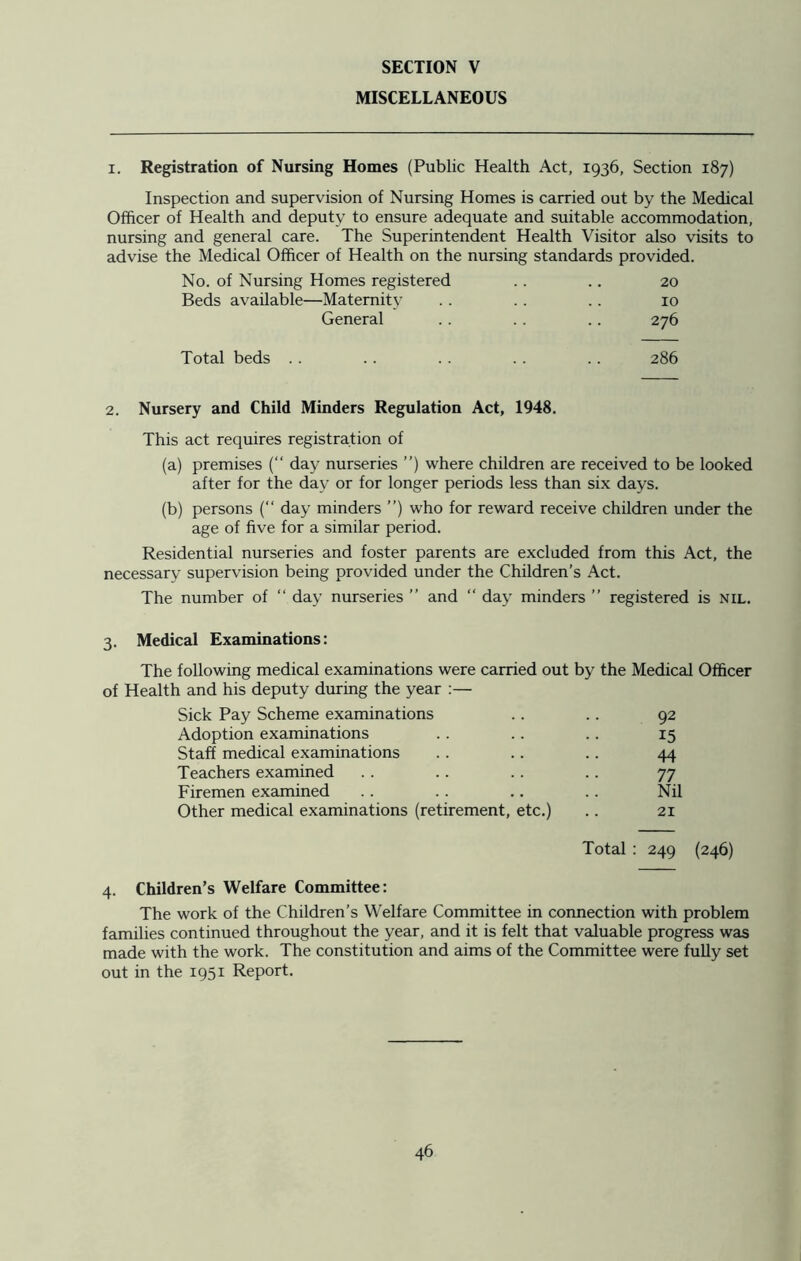 SECTION V
MISCELLANEOUS
1. Registration of Nursing Homes (Public Health Act, 1936, Section 187)
Inspection and supervision of Nursing Homes is carried out by the Medical
Officer of Health and deputy to ensure adequate and suitable accommodation,
nursing and general care. The Superintendent Health Visitor also visits to
advise the Medical Officer of Health on the nursing standards provided.
No. of Nursing Homes registered .. .. 20
Beds available—Maternity .. .. .. 10
General .. .. .. 276
Total beds .. .. .. .. .. 286
2. Nursery and Child Minders Regulation Act, 1948.
This act requires registration of
(a) premises (“ day nurseries ”) where children are received to be looked
after for the day or for longer periods less than six days.
(b) persons (“ day minders ”) who for reward receive children under the
age of five for a similar period.
Residential nurseries and foster parents are excluded from this Act, the
necessary supervision being provided under the Children’s Act.
The number of “ day nurseries ” and “ day minders ” registered is NIL.
3. Medical Examinations:
The following medical examinations were carried out by the Medical Officer
of Health and his deputy during the year :—
Sick Pay Scheme examinations .. .. 92
Adoption examinations .. .. .. 15
Staff medical examinations .. .. .. 44
Teachers examined .. .. .. .. 77
Firemen examined .. .. .. .. Nil
Other medical examinations (retirement, etc.) .. 21
Total : 249 (246)
4. Children’s Welfare Committee:
The work of the Children’s Welfare Committee in connection with problem
families continued throughout the year, and it is felt that valuable progress was
made with the work. The constitution and aims of the Committee were fully set
out in the 1951 Report.
46